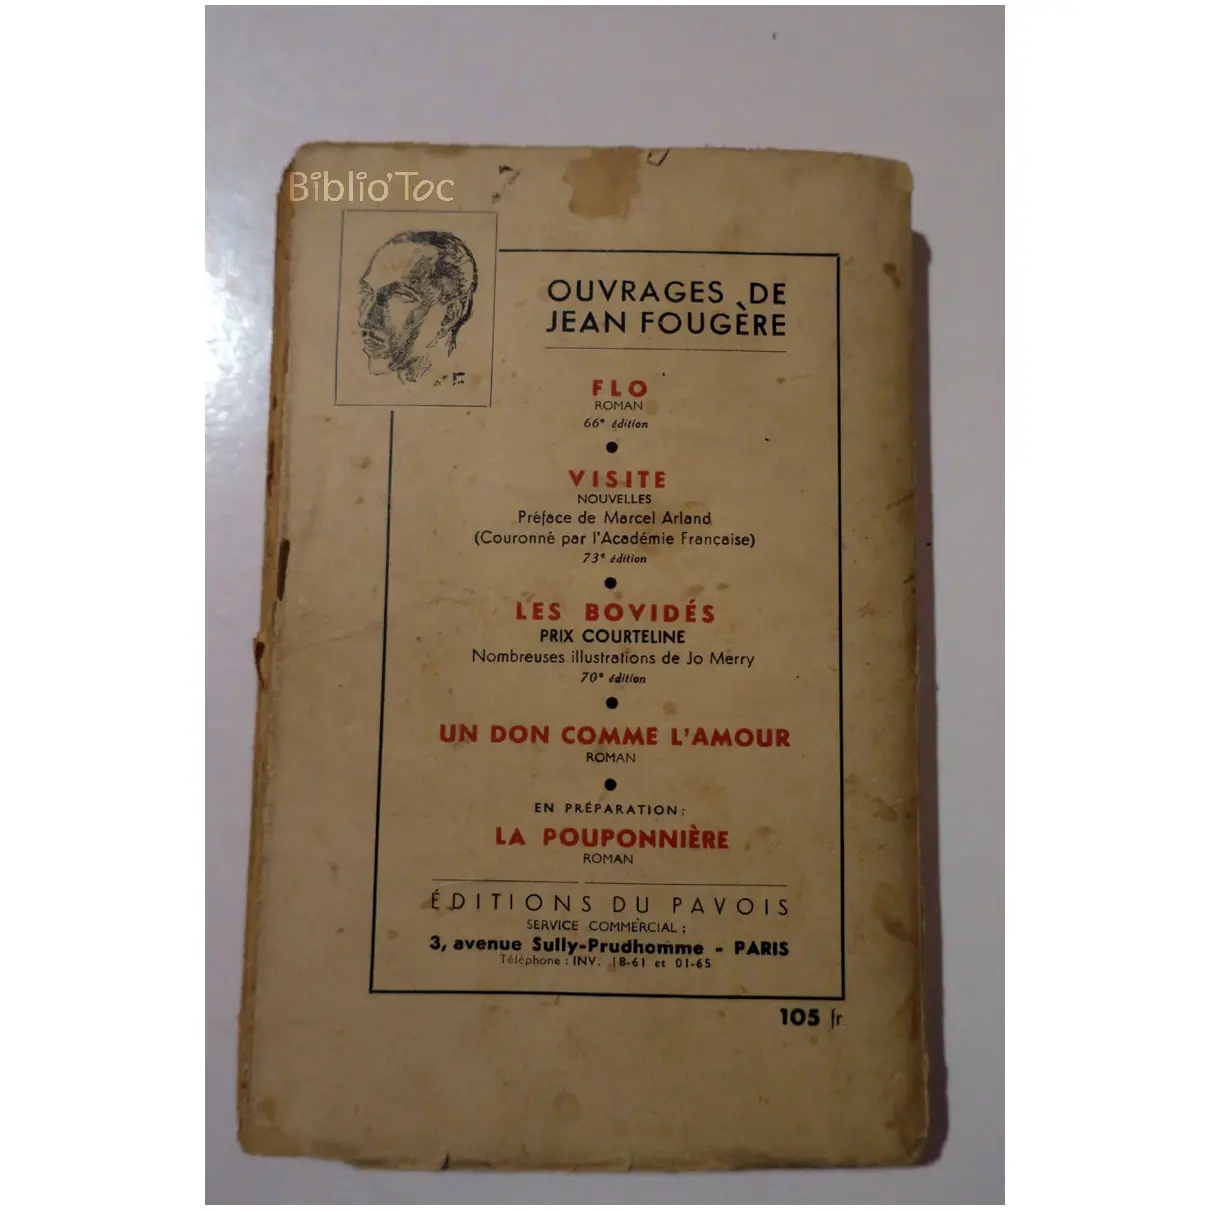 Biblio'Toc
OUVRAGES DE
JEAN FOUGÈRE
FLO
ROMAN
66e édition
VISITE
NOUVELLES
Préface de Marcel Arland
(Couronné par l'Académie Française)
73e édition
LES BOVIDÉS
PRIX COURTELINE
Nombreuses illustrations de Jo Merry
70e édition
UN DON COMME L'AMOUR
ROMAN
EN PRÉPARATION :
LA POUPONNIÈRE
ROMAN
ÉDITIONS DU PAVOIS
SERVICE COMMERCIAL :
3, avenue Sully-Prudhomme - PARIS
Téléphone : INV. 18-61 et 01-65
105 fr.